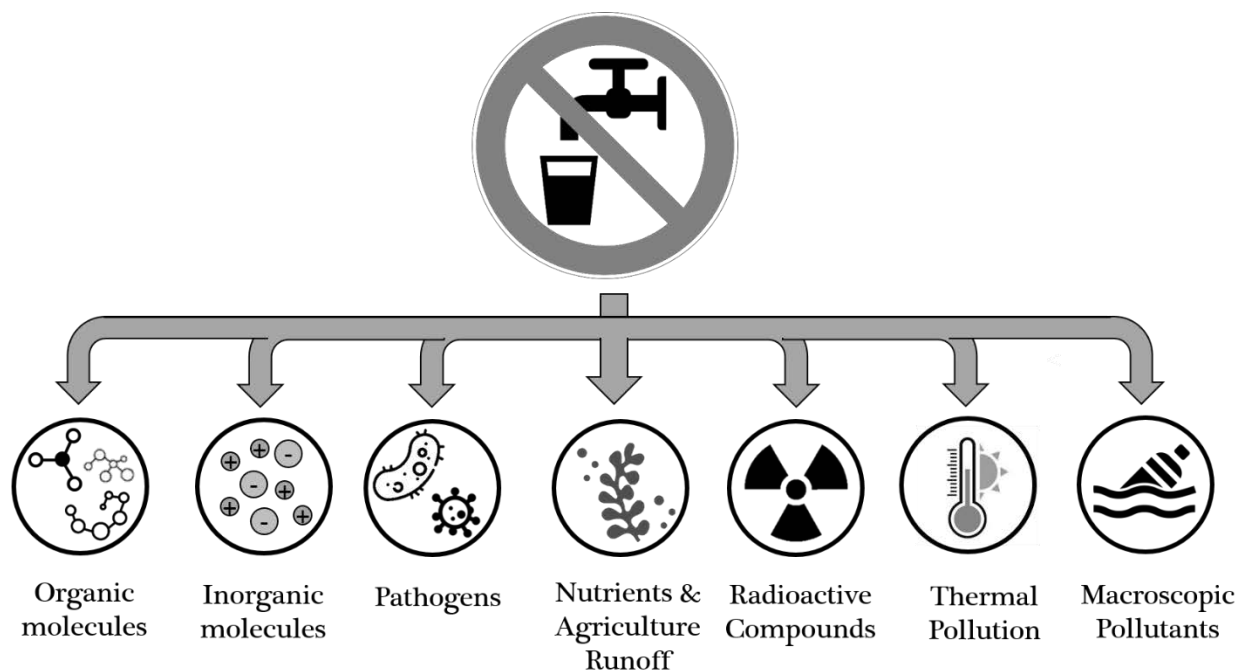 Organic
molecules
Inorganic
molecules
Pathogens
Nutrients &
Agriculture
Runoff
Radioactive
Compounds
Thermal
Pollution
Macroscopic
Pollutants